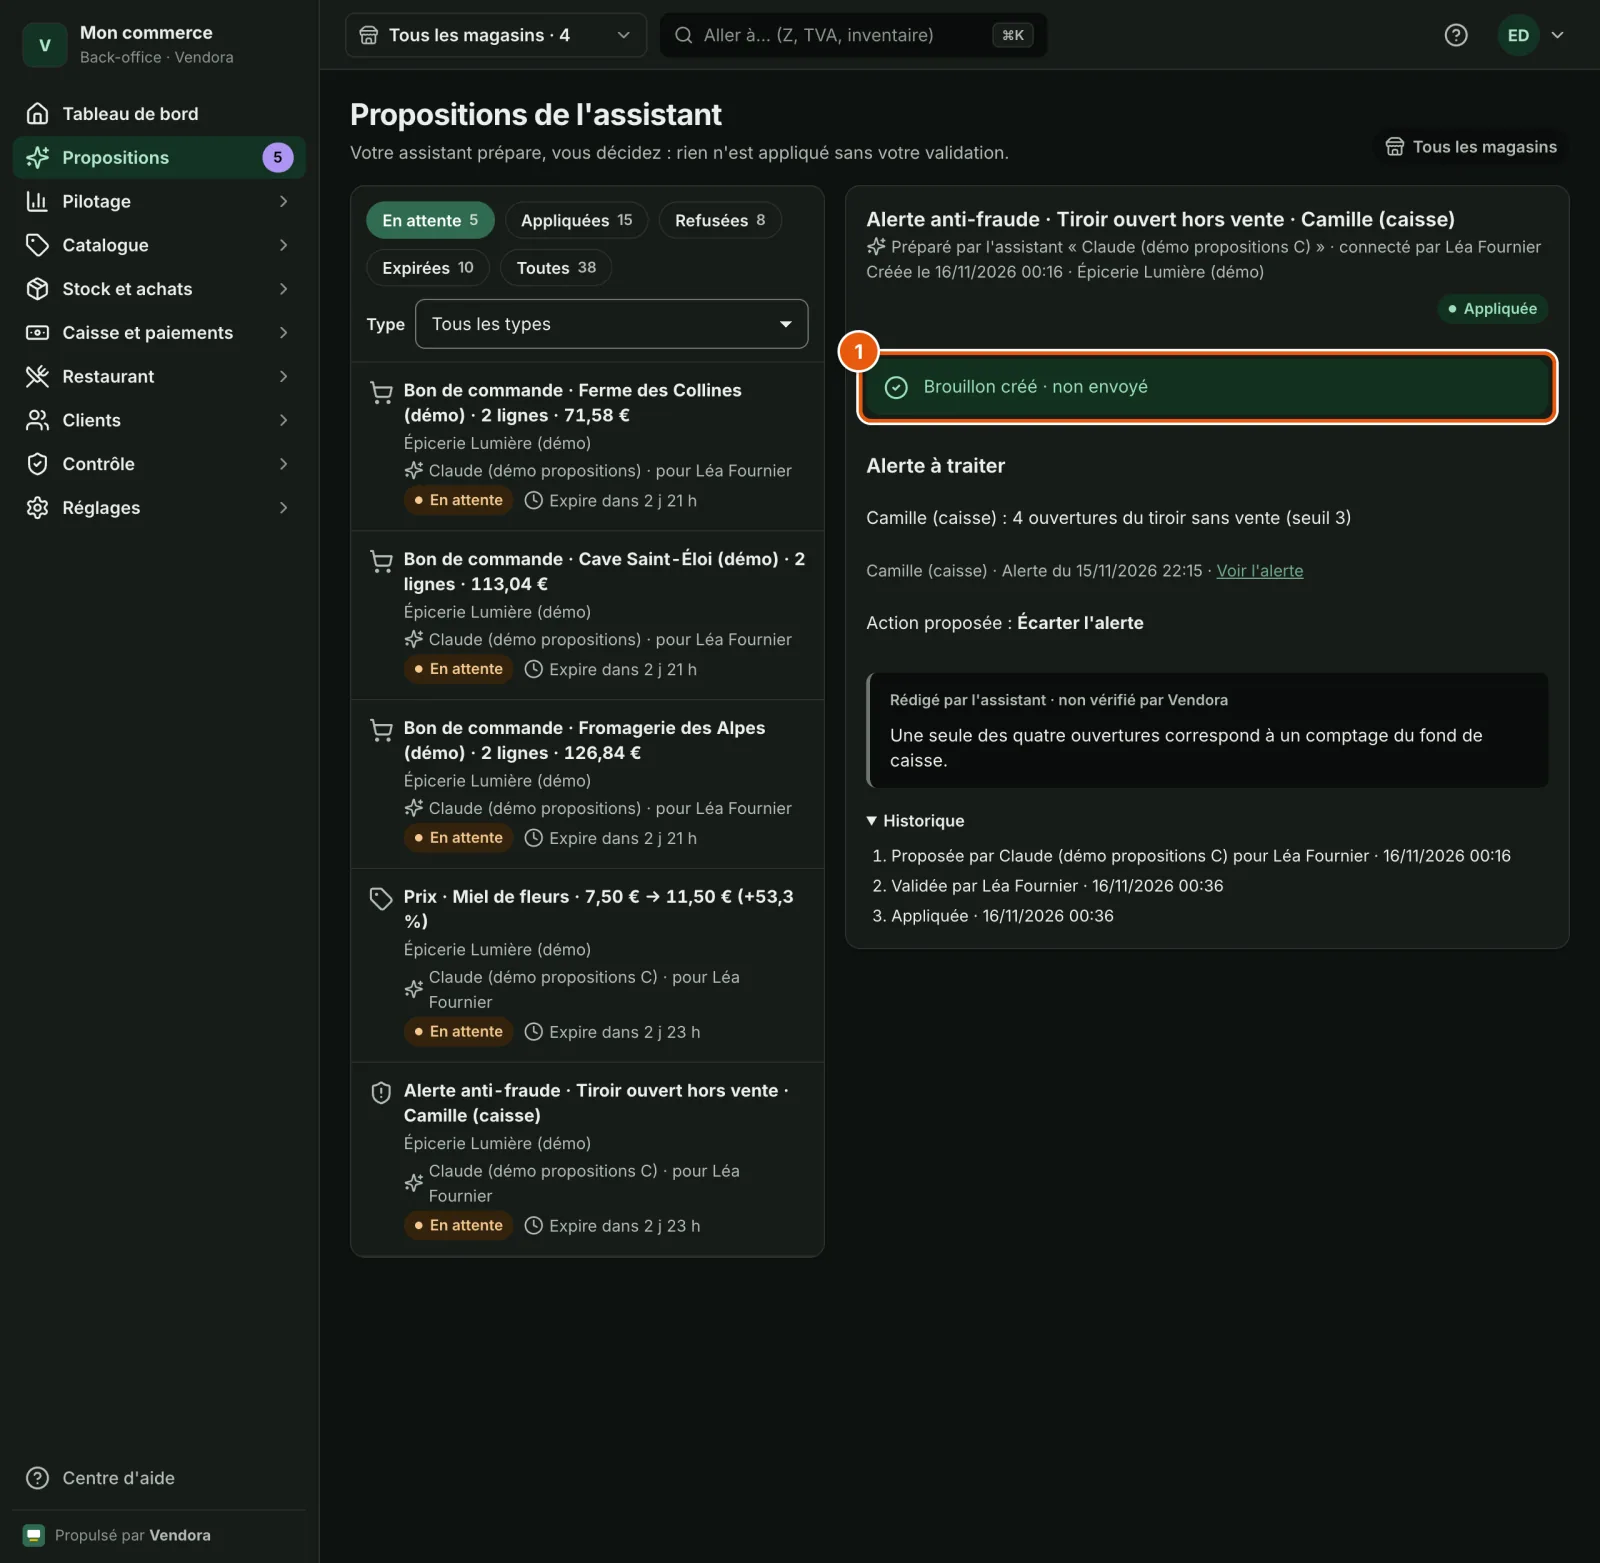 V
Mon commerce
Back-office · Vendora
Tous les magasins · 4
Aller à... (Z, TVA, inventaire)
⌘K
ED
Tableau de bord
Propositions
5
Pilotage
Catalogue
Stock et achats
Caisse et paiements
Restaurant
Clients
Contrôle
Réglages
Centre d'aide
Propulsé par Vendora
Propositions de l'assistant
Votre assistant prépare, vous décidez : rien n'est appliqué sans votre validation.
Tous les magasins
En attente 5
Appliquées 15
Refusées 8
Expirées 10
Toutes 38
Type
Tous les types
Bon de commande · Ferme des Collines
(démo) · 2 lignes · 71,58 €
Épicerie Lumière (démo)
Claude (démo propositions) · pour Léa Fournier
En attente
Expire dans 2 j 21 h
Bon de commande · Cave Saint-Éloi (démo) · 2
lignes · 113,04 €
Épicerie Lumière (démo)
Claude (démo propositions) · pour Léa Fournier
En attente
Expire dans 2 j 21 h
Bon de commande · Fromagerie des Alpes
(démo) · 2 lignes · 126,84 €
Épicerie Lumière (démo)
Claude (démo propositions) · pour Léa Fournier
En attente
Expire dans 2 j 21 h
Prix · Miel de fleurs · 7,50 € → 11,50 € (+53,3
%)
Épicerie Lumière (démo)
Claude (démo propositions C) · pour Léa
Fournier
En attente
Expire dans 2 j 23 h
Alerte anti-fraude · Tiroir ouvert hors vente ·
Camille (caisse)
Épicerie Lumière (démo)
Claude (démo propositions C) · pour Léa
Fournier
En attente
Expire dans 2 j 23 h
Alerte anti-fraude · Tiroir ouvert hors vente · Camille (caisse)
Préparé par l'assistant « Claude (démo propositions C) » · connecté par Léa Fournier
Créée le 16/11/2026 00:16 · Épicerie Lumière (démo)
Appliquée
1
Brouillon créé · non envoyé
Alerte à traiter
Camille (caisse) : 4 ouvertures du tiroir sans vente (seuil 3)
Camille (caisse) · Alerte du 15/11/2026 22:15 · Voir l'alerte
Action proposée : Écarter l'alerte
Rédigé par l'assistant · non vérifié par Vendora
Une seule des quatre ouvertures correspond à un comptage du fond de
caisse.
▼ Historique
1. Proposée par Claude (démo propositions C) pour Léa Fournier · 16/11/2026 00:16
2. Validée par Léa Fournier · 16/11/2026 00:36
3. Appliquée · 16/11/2026 00:36